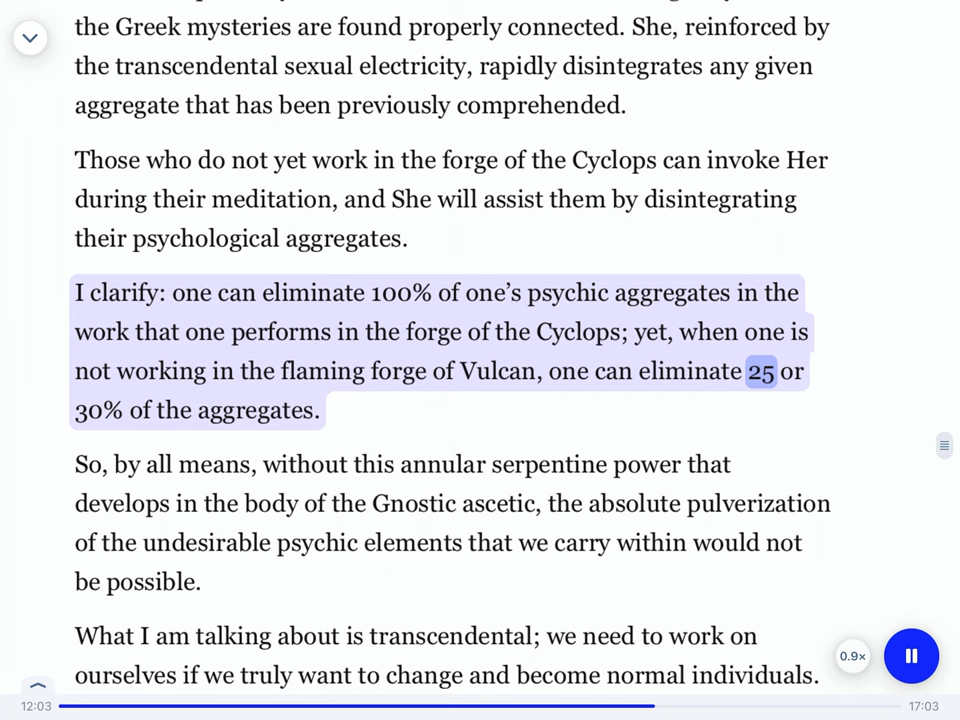 the Greek mysteries are found properly connected. She, reinforced by
the transcendental sexual electricity, rapidly disintegrates any given
aggregate that has been previously comprehended.
Those who do not yet work in the forge of the Cyclops can invoke Her
during their meditation, and She will assist them by disintegrating
their psychological aggregates.
I clarify: one can eliminate 100% of one’s psychic aggregates in the
work that one performs in the forge of the Cyclops; yet, when one is
not working in the flaming forge of Vulcan, one can eliminate 25 or
30% of the aggregates.
So, by all means, without this annular serpentine power that
develops in the body of the Gnostic ascetic, the absolute pulverization
of the undesirable psychic elements that we carry within would not
be possible.
What I am talking about is transcendental; we need to work on
ourselves if we truly want to change and become normal individuals.
0.9×
12:03
17:03